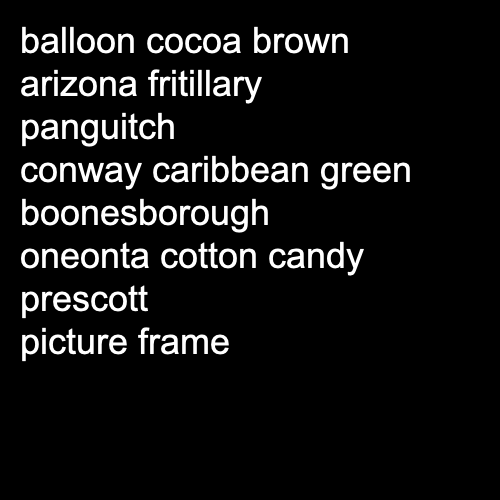 balloon cocoa brown
arizona fritillary
panguitch
conway caribbean green
boonesborough
oneonta cotton candy
prescott
picture frame